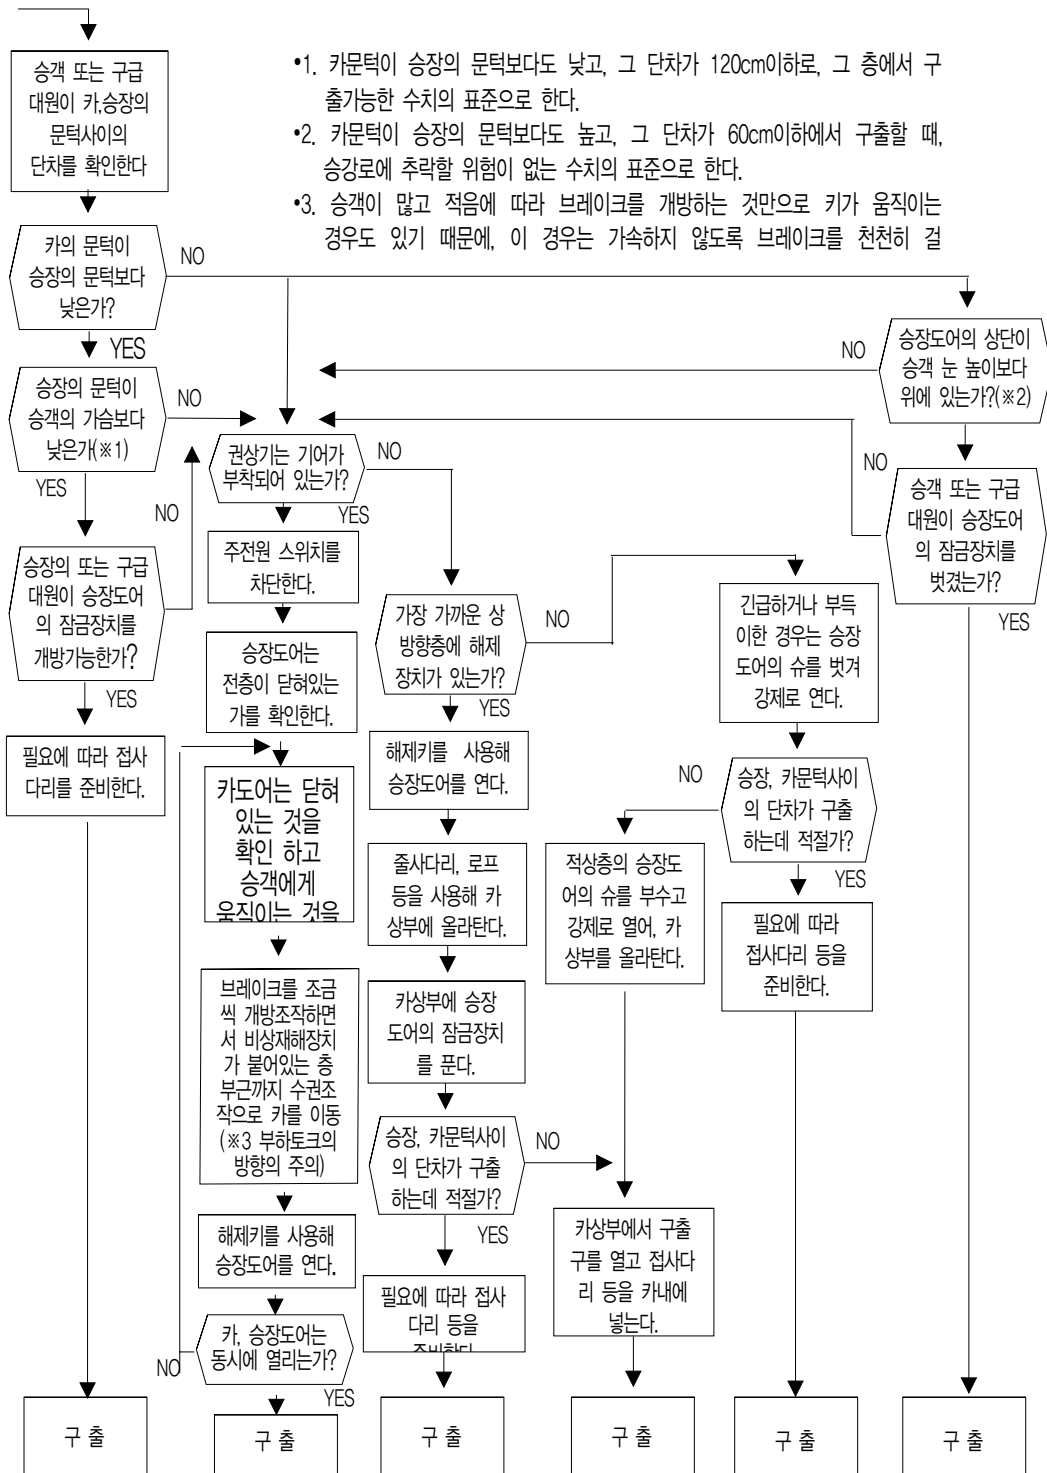 •1. 카문턱이 승장의 문턱보다도 낮고, 그 단차가 120cm이하로, 그 층에서 구
출가능한 수치의 표준으로 한다.
•2. 카문턱이 승장의 문턱보다도 높고, 그 단차가 60cm이하에서 구출할 때,
승강로에 추락할 위험이 없는 수치의 표준으로 한다.
•3. 승객이 많고 적음에 따라 브레이크를 개방하는 것만으로 키가 움직이는
경우도 있기 때문에, 이 경우는 가속하지 않도록 브레이크를 천천히 걸
승객 또는 구급
대원이 카,승장의
문턱사이의
단차를 확인한다
카의 문턱이
승장의 문턱보다
낮은가?
NO
YES
승장의 문턱이
승객의 가슴보다
낮은가(※1)
NO
YES
승장의 또는 구급
대원이 승장도어
의 잠금장치를
개방가능한가?
NO
YES
필요에 따라 접사
다리를 준비한다.
구 출
권상기는 기어가
부착되어 있는가?
NO
YES
주전원 스위치를
차단한다.
승장도어는
전층이 닫혀있는
가를 확인한다.
카도어는 닫혀
있는 것을
확인 하고
승객에게
움직이는 것을
브레이크를 조금
씩 개방조작하면
서 비상재해장치
가 붙어있는 층
부근까지 수권조
작으로 카를 이동
(※3 부하토크의
방향의 주의)
해제키를 사용해
승장도어를 연다.
카, 승장도어는
동시에 열리는가?
NO
YES
구 출
가장 가까운 상
방향층에 해제
장치가 있는가?
NO
YES
해제키를 사용해
승장도어를 연다.
줄사다리, 로프
등을 사용해 카
상부에 올라탄다.
카상부에 승장
도어의 잠금장치
를 푼다.
승장, 카문턱사이
의 단차가 구출
하는데 적절가?
NO
YES
필요에 따라 접사
다리 등을
준비한다
구 출
적상층의 승장도
어의 슈를 부수고
강제로 열어, 카
상부를 올라탄다.
카상부에서 구출
구를 열고 접사다
리 등을 카내에
넣는다.
구 출
긴급하거나 부득
이한 경우는 승장
도어의 슈를 벗겨
강제로 연다.
승장, 카문턱사이
의 단차가 구출
하는데 적절가?
NO
YES
필요에 따라
접사다리 등을
준비한다.
구 출
승장도어의 상단이
승객 눈 높이보다
위에 있는가?(※2)
NO
승객 또는 구급
대원이 승장도어
의 잠금장치를
벗겼는가?
NO
YES
구 출